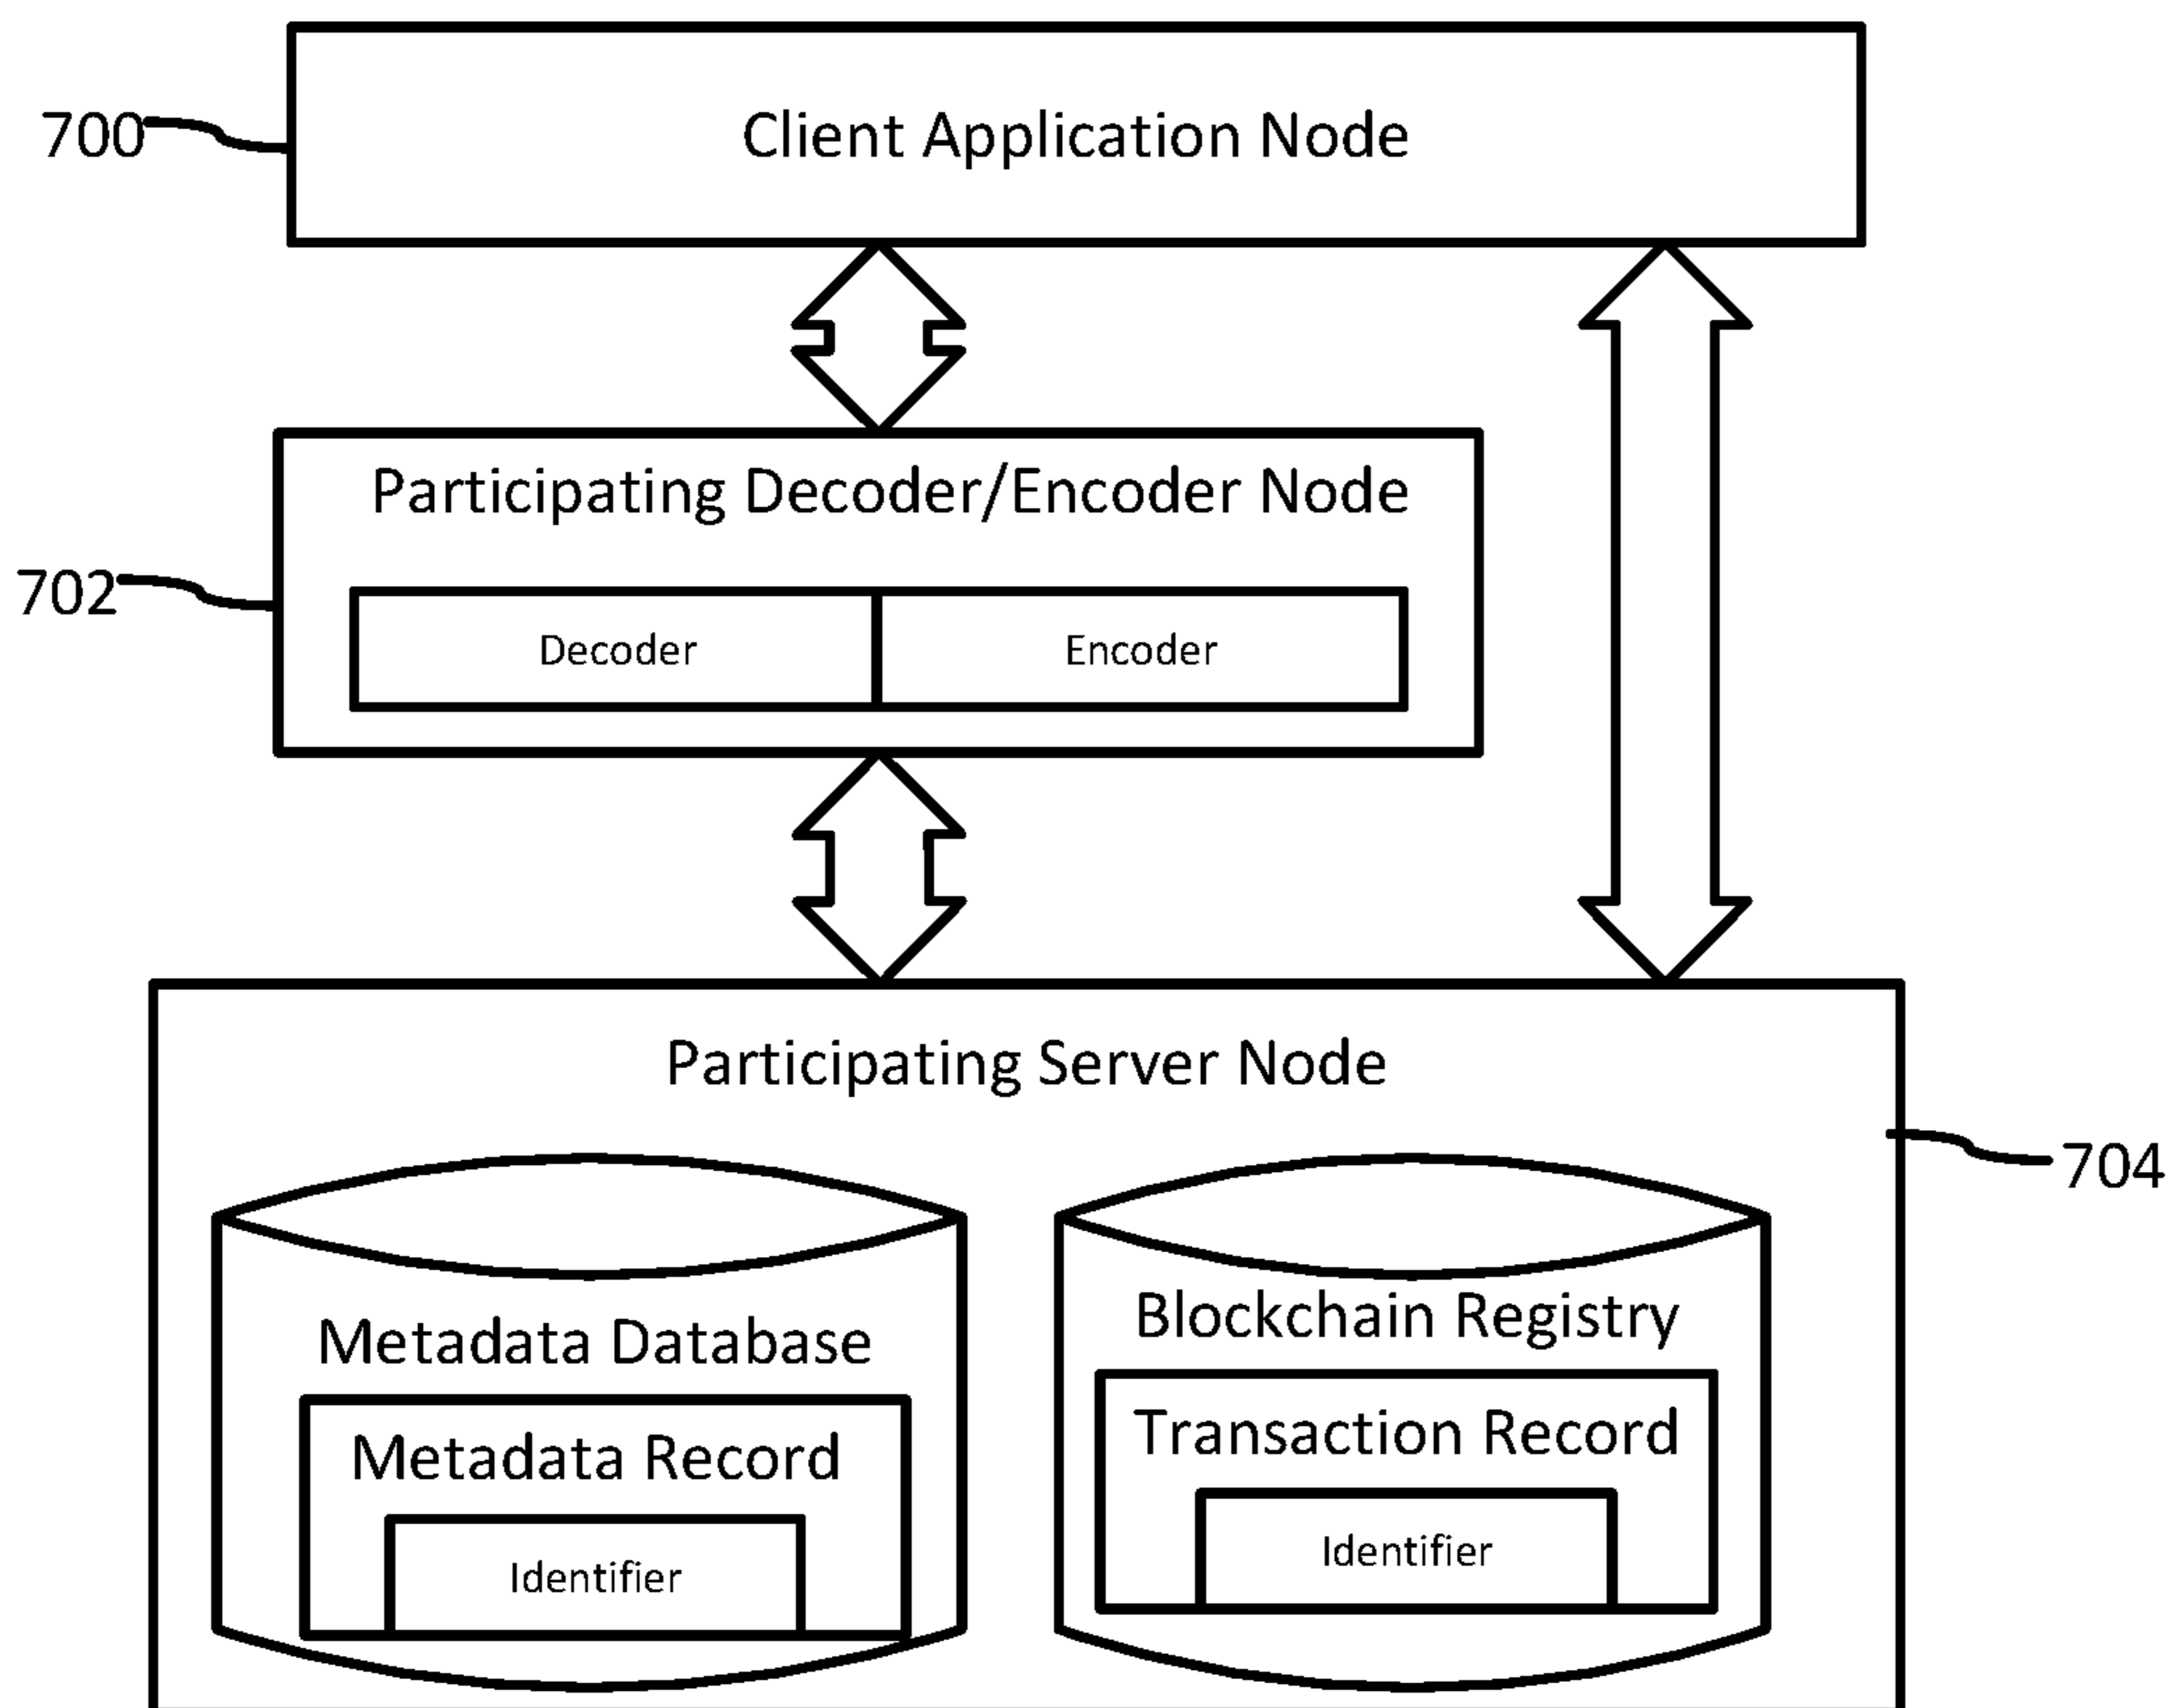 700
Client Application Node
Participating Decoder/Encoder Node
702
Decoder
Encoder
Participating Server Node
704
Metadata Database
Metadata Record
Identifier
Blockchain Registry
Transaction Record
Identifier